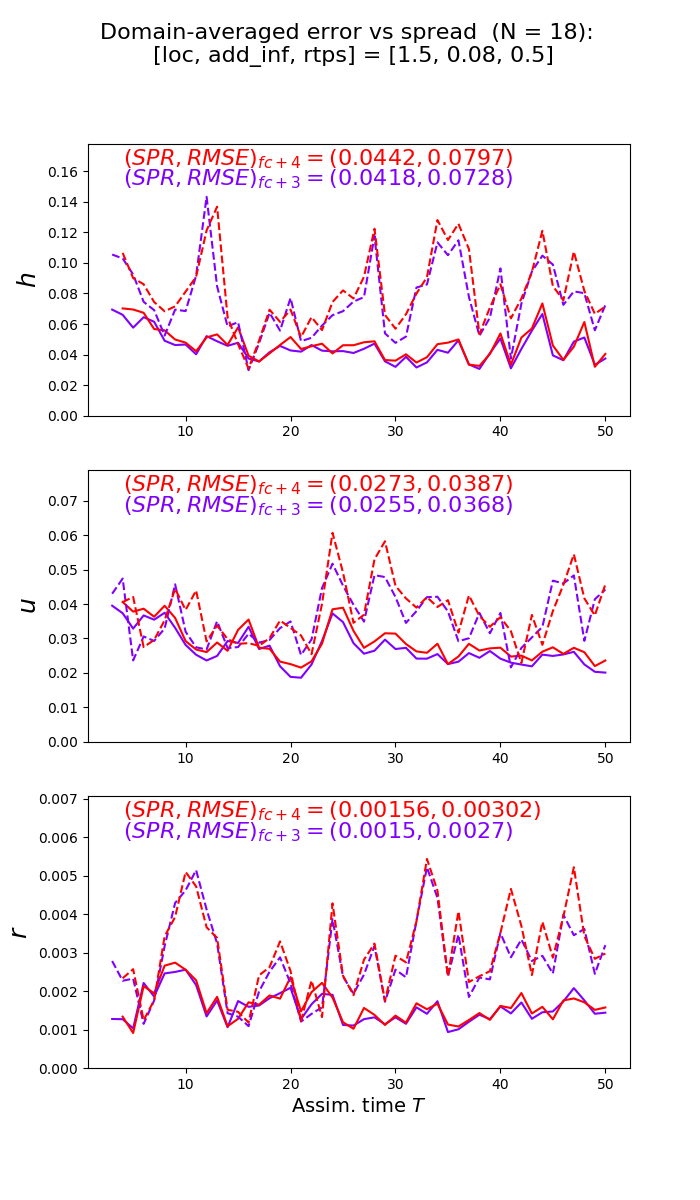 Domain-averaged error vs spread (N = 18):
[loc, add_inf, rtps] = [1.5, 0.08, 0.5]
(SPR, RMSE)fc+4 = (0.0442, 0.0797)
(SPR, RMSE)fc+3 = (0.0418, 0.0728)
h
0.16
0.14
0.12
0.10
0.08
0.06
0.04
0.02
0.00
10 20 30 40 50
(SPR, RMSE)fc+4 = (0.0273, 0.0387)
(SPR, RMSE)fc+3 = (0.0255, 0.0368)
u
0.07
0.06
0.05
0.04
0.03
0.02
0.01
0.00
10 20 30 40 50
(SPR, RMSE)fc+4 = (0.00156, 0.00302)
(SPR, RMSE)fc+3 = (0.0015, 0.0027)
r
0.007
0.006
0.005
0.004
0.003
0.002
0.001
0.000
10 20 30 40 50
Assim. time T